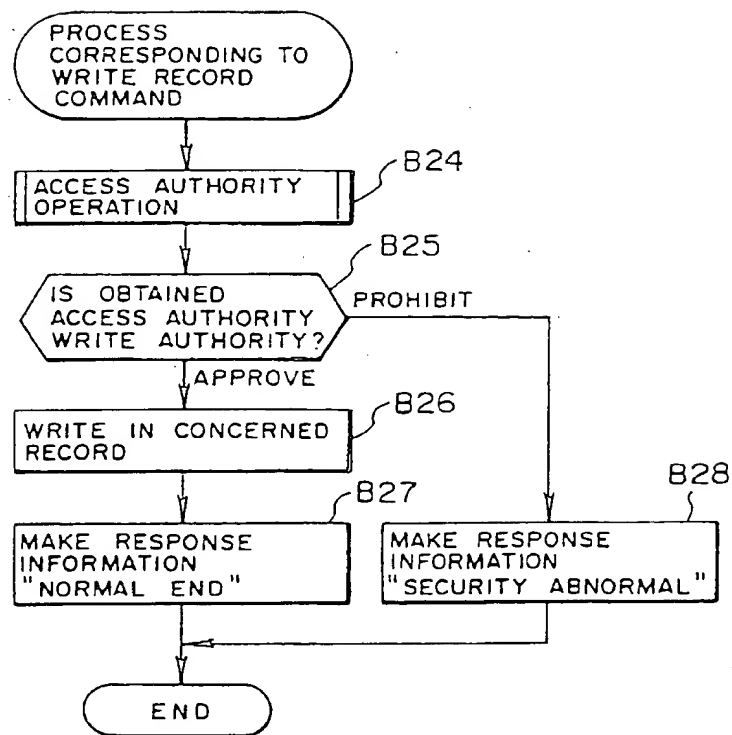 PROCESS
CORRESPONDING TO
WRITE RECORD
COMMAND
B24
ACCESS AUTHORITY
OPERATION
B25
IS OBTAINED
ACCESS AUTHORITY
WRITE AUTHORITY?
PROHIBIT
APPROVE
B26
WRITE IN CONCERNED
RECORD
B27
MAKE RESPONSE
INFORMATION
"NORMAL END"
B28
MAKE RESPONSE
INFORMATION
"SECURITY ABNORMAL"
END